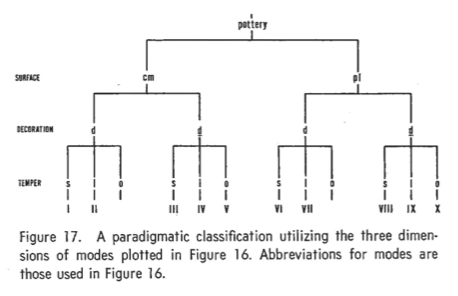 pottery
SURFACE cm pl
DECORATION d d d d
TEMPER s l o s l o s l o s l o
I II III IV V VI VII VIII IX X
Figure 17. A paradigmatic classification utilizing the three dimen-
sions of modes plotted in Figure 16. Abbreviations for modes are
those used in Figure 16.